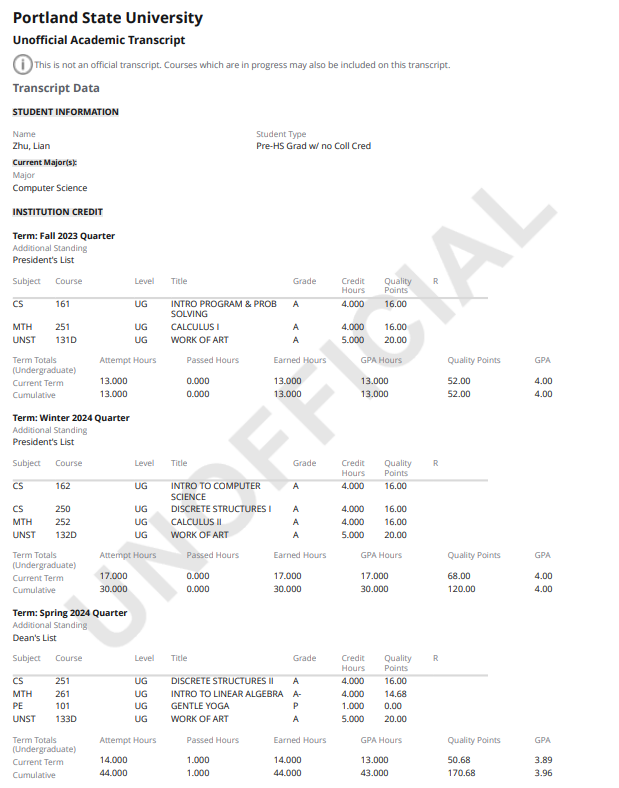 Portland State University
Unofficial Academic Transcript
This is not an official transcript. Courses which are in progress may also be included on this transcript.
Transcript Data
STUDENT INFORMATION
Name Student Type
Zhu, Lian Pre-HS Grad w/ no Coll Cred
Current Major(s):
Major
Computer Science
INSTITUTION CREDIT
Term: Fall 2023 Quarter
Additional Standing
President's List
Subject Course Level Title Grade Credit Hours Quality Points R
CS 161 UG INTRO PROGRAM & PROB SOLVING A 4.000 16.00
MTH 251 UG CALCULUS I A 4.000 16.00
UNST 131D UG WORK OF ART A 5.000 20.00
Term Totals (Undergraduate) Attempt Hours Passed Hours Earned Hours GPA Hours Quality Points GPA
Current Term 13.000 0.000 13.000 13.000 52.00 4.00
Cumulative 13.000 0.000 13.000 13.000 52.00 4.00
Term: Winter 2024 Quarter
Additional Standing
President's List
Subject Course Level Title Grade Credit Hours Quality Points R
CS 162 UG INTRO TO COMPUTER SCIENCE A 4.000 16.00
CS 250 UG DISCRETE STRUCTURES I A 4.000 16.00
MTH 252 UG CALCULUS II A 4.000 16.00
UNST 132D UG WORK OF ART A 5.000 20.00
Term Totals (Undergraduate) Attempt Hours Passed Hours Earned Hours GPA Hours Quality Points GPA
Current Term 17.000 0.000 17.000 17.000 68.00 4.00
Cumulative 30.000 0.000 30.000 30.000 120.00 4.00
Term: Spring 2024 Quarter
Additional Standing
Dean's List
Subject Course Level Title Grade Credit Hours Quality Points R
CS 251 UG DISCRETE STRUCTURES II A 4.000 16.00
MTH 261 UG INTRO TO LINEAR ALGEBRA A- 4.000 14.68
PE 101 UG GENTLE YOGA P 1.000 0.00
UNST 133D UG WORK OF ART A 5.000 20.00
Term Totals (Undergraduate) Attempt Hours Passed Hours Earned Hours GPA Hours Quality Points GPA
Current Term 14.000 1.000 14.000 13.000 50.68 3.89
Cumulative 44.000 1.000 44.000 43.000 170.68 3.96
UNOFFICIAL